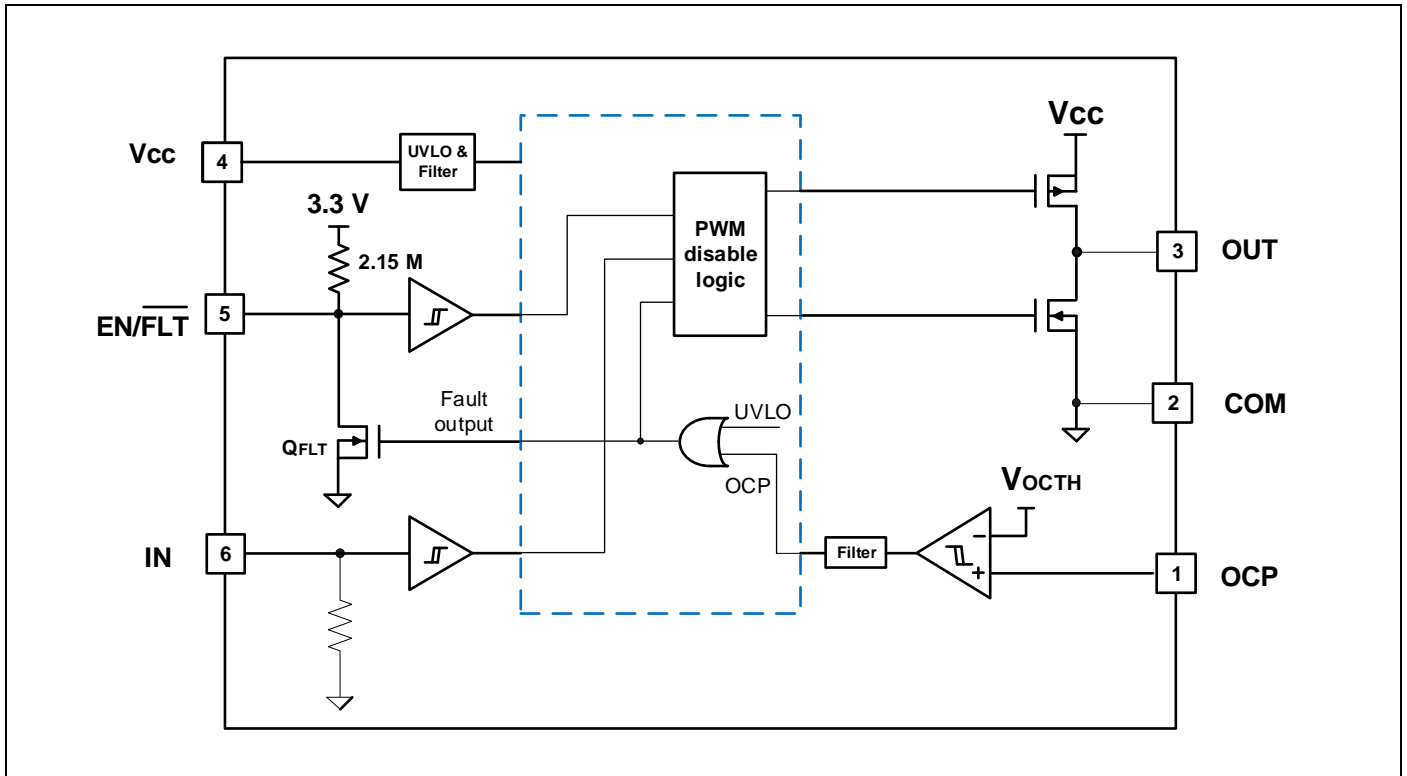 Vcc
4
UVLO &
Filter
3.3 V
2.15 M
EN/FLT
5
Fault
output
QFLT
IN
6
PWM
disable
logic
UVLO
OCP
Filter
VOCTH
Vcc
3
OUT
2
COM
1
OCP
−
+